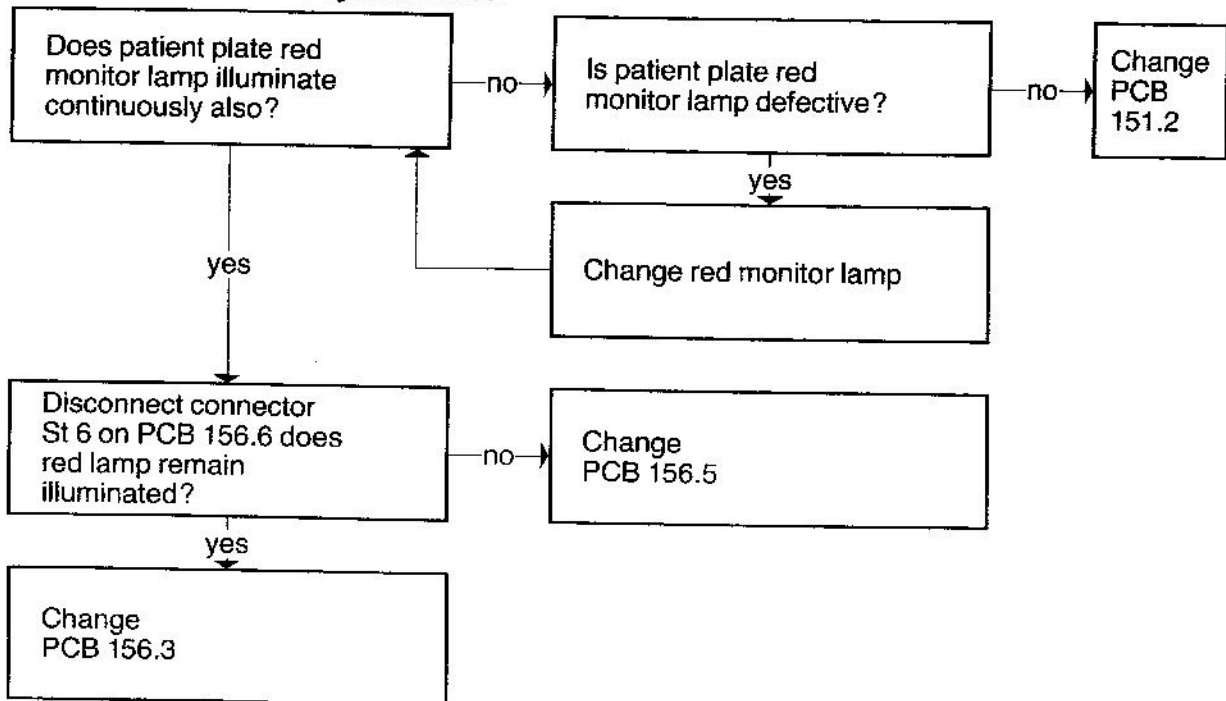 Does patient plate red
monitor lamp illuminate
continuously also?
no
Is patient plate red
monitor lamp defective?
no
Change
PCB
151.2
yes
Change red monitor lamp
yes
Disconnect connector
St 6 on PCB 156.6 does
red lamp remain
illuminated?
no
Change
PCB 156.5
yes
Change
PCB 156.3